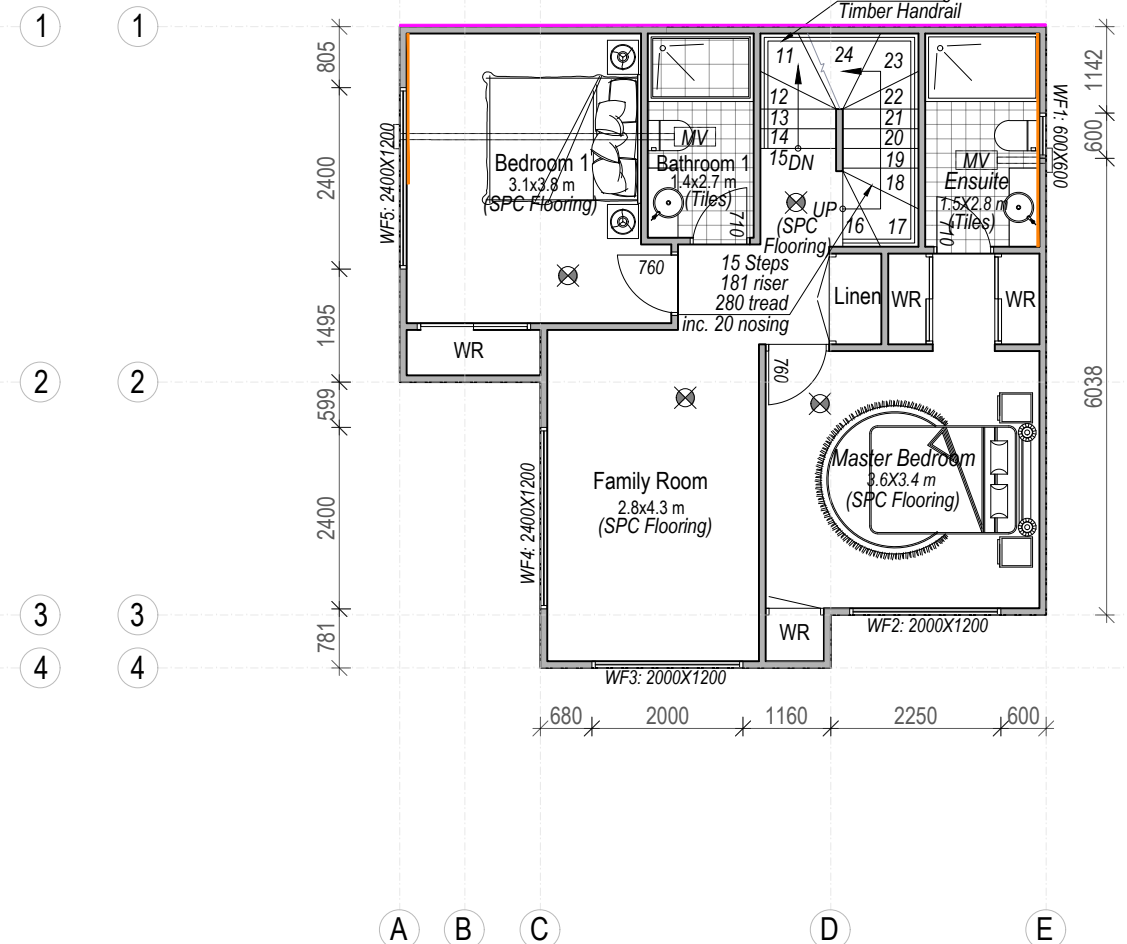 Timber Handrail
1
1
805
11
24
23
1142
12
22
13
21
600
WF1: 600X600
14
20
MV
15
DN
19
MV
2400
WF5: 2400X1200
Bedroom 1
3.1x3.8 m
(SPC Flooring)
Bathroom 1
1.4x2.7 m
(Tiles)
18
Ensuite
1.5X2.8 m
(Tiles)
UP
16
17
710
710
(SPC
Flooring)
15 Steps
181 riser
280 tread
inc. 20 nosing
760
Linen
WR
WR
1495
WR
2
2
760
599
6038
Master Bedroom
3.6X3.4 m
(SPC Flooring)
Family Room
2.8x4.3 m
(SPC Flooring)
2400
WF4: 2400X1200
3
3
WR
WF2: 2000X1200
781
4
4
WF3: 2000X1200
680
2000
1160
2250
600
A
B
C
D
E